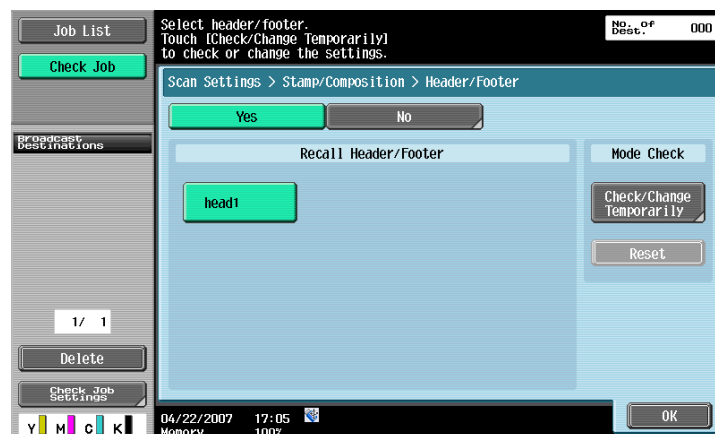 Job List
Check Job
Broadcast
Destinations
1/ 1
Delete
Check Job
Settings
Y M C K
Select header/footer.
Touch [Check/Change Temporarily]
to check or change the settings.
No. of
Dest. 000
Scan Settings > Stamp/Composition > Header/Footer
Yes
No
Recall Header/Footer
head1
Mode Check
Check/Change
Temporarily
Reset
04/22/2007 17:05
Memory 100%
OK